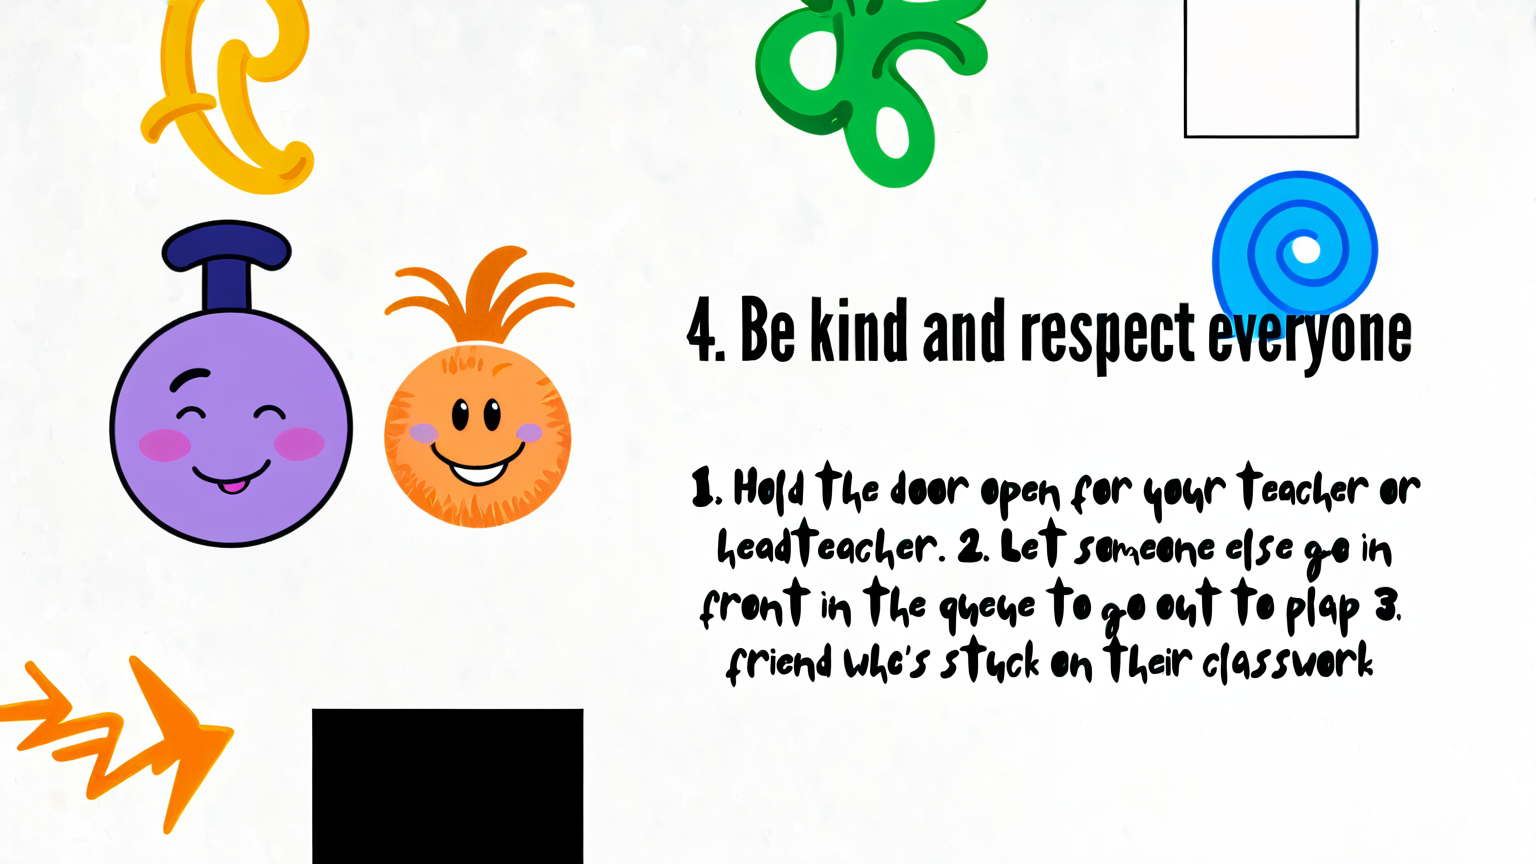 4. Be kind and respect everyone
1. Hold the door open for your teacher or
headteacher. 2. Let someone else go in
front in the queue to go out to plap 3.
friend who's stuck on their classwork